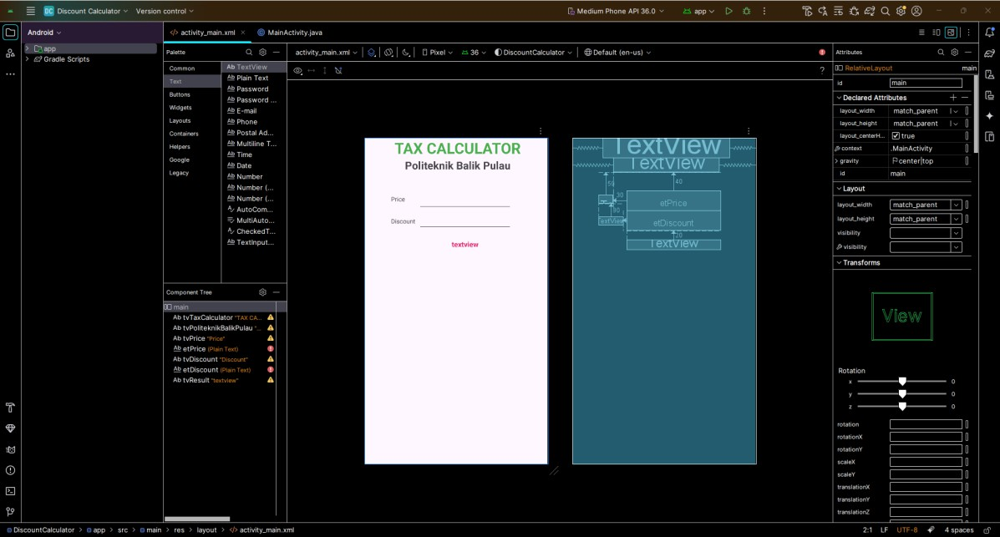 DC Discount Calculator Version control Medium Phone API 36.0 app
Android
activity_main.xml MainActivity.java
app
Gradle Scripts
Palette
Common
Text
Buttons
Widgets
Layouts
Containers
Helpers
Google
Legacy
Ab TextView
Ab Plain Text
Ab Password
Ab Password ...
Ab E-mail
Ab Phone
Ab Postal Ad...
Ab Multiline T...
Ab Time
Ab Date
Ab Number
Ab Number (...
Ab Number (...
AutoCom...
MultiAuto...
CheckedT...
Ab TextInput...
activity_main.xml Pixel 36 DiscountCalculator Default (en-us)
?
TAX CALCULATOR
Politeknik Balik Pulau
Price
Discount
textview
TextView
TextView
40
30
etPrice
90
etDiscount
20
TextView
Component Tree
main
Ab tvTaxCalculator "TAX CA...
Ab tvPoliteknikBalikPulau "...
Ab tvPrice "Price"
Ab etPrice (Plain Text)
Ab tvDiscount "Discount"
Ab etDiscount (Plain Text)
Ab tvResult "textview"
Attributes
RelativeLayout main
id main
Declared Attributes
layout_width match_parent
layout_height match_parent
layout_centerH... true
context .MainActivity
gravity center|top
id main
Layout
layout_width match_parent
layout_height match_parent
visibility
visibility
Transforms
View
Rotation
x 0
y 0
z 0
rotation
rotationX
rotationY
scaleX
scaleY
translationX
translationY
translationZ
DiscountCalculator > app > src > main > res > layout > activity_main.xml 2:1 LF UTF-8 4 spaces